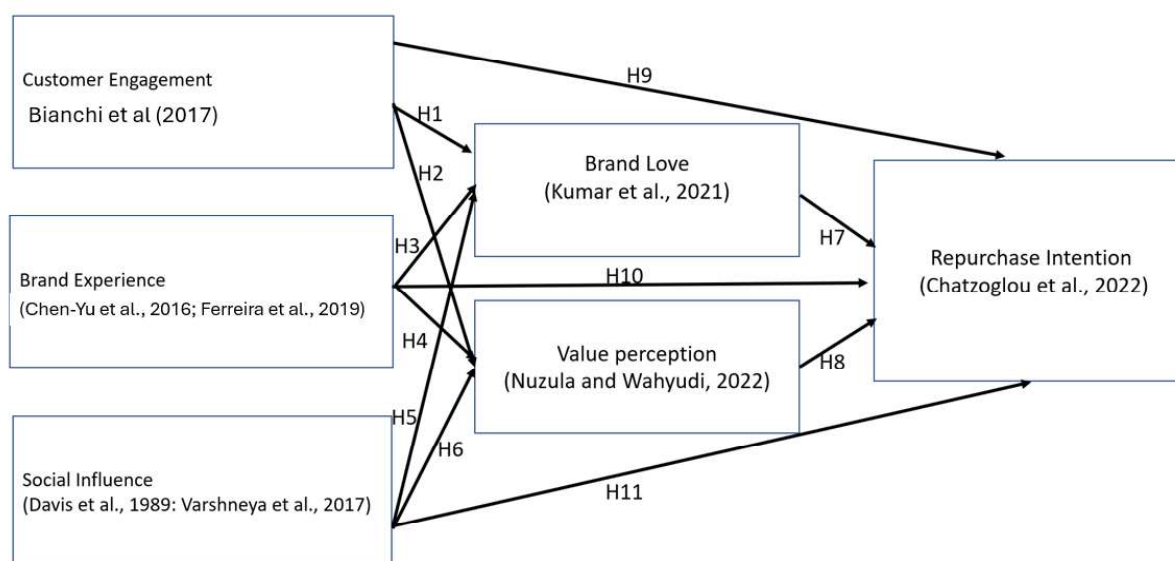 Customer Engagement
Bianchi et al (2017)
H9
H1
Brand Love
(Kumar et al., 2021)
H2
H7
H3
Brand Experience
(Chen-Yu et al., 2016; Ferreira et al., 2019)
H10
Repurchase Intention
(Chatzoglou et al., 2022)
H4
Value perception
(Nuzula and Wahyudi, 2022)
H8
H5
H6
Social Influence
(Davis et al., 1989: Varshneya et al., 2017)
H11